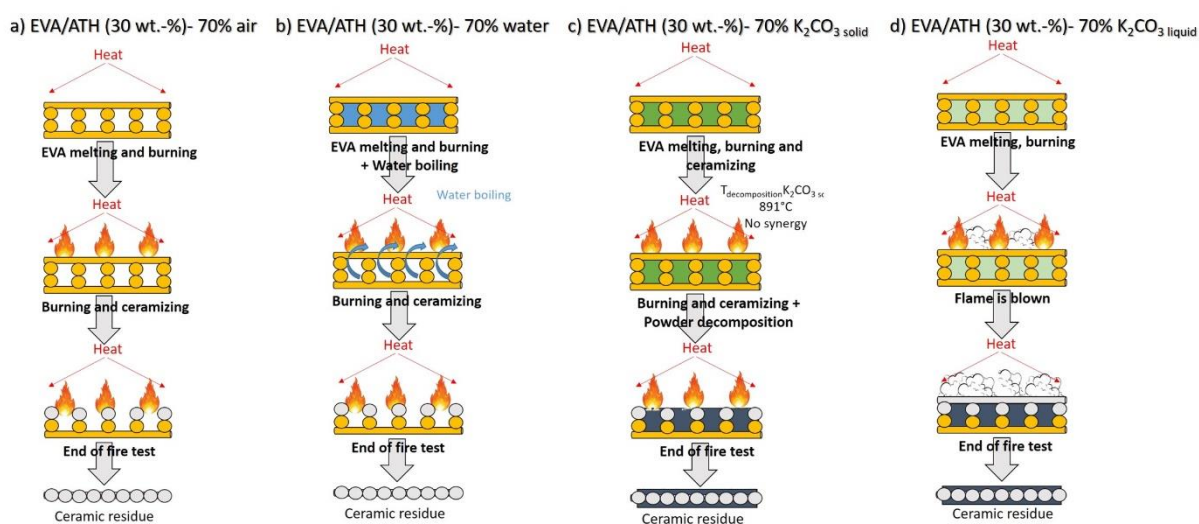 a) EVA/ATH (30 wt.-%)- 70% air
Heat
EVA melting and burning
Heat
Burning and ceramizing
Heat
End of fire test
Ceramic residue
b) EVA/ATH (30 wt.-%)- 70% water
Heat
EVA melting and burning
+ Water boiling
Water boiling
Heat
Burning and ceramizing
Heat
End of fire test
Ceramic residue
c) EVA/ATH (30 wt.-%)- 70% K2CO3 solid
Heat
EVA melting, burning and
ceramizing
TdecompositionK2CO3 sc
891°C
No synergy
Heat
Burning and ceramizing +
Powder decomposition
Heat
End of fire test
Ceramic residue
d) EVA/ATH (30 wt.-%)- 70% K2CO3 liquid
Heat
EVA melting, burning
Heat
Flame is blown
Heat
End of fire test
Ceramic residue